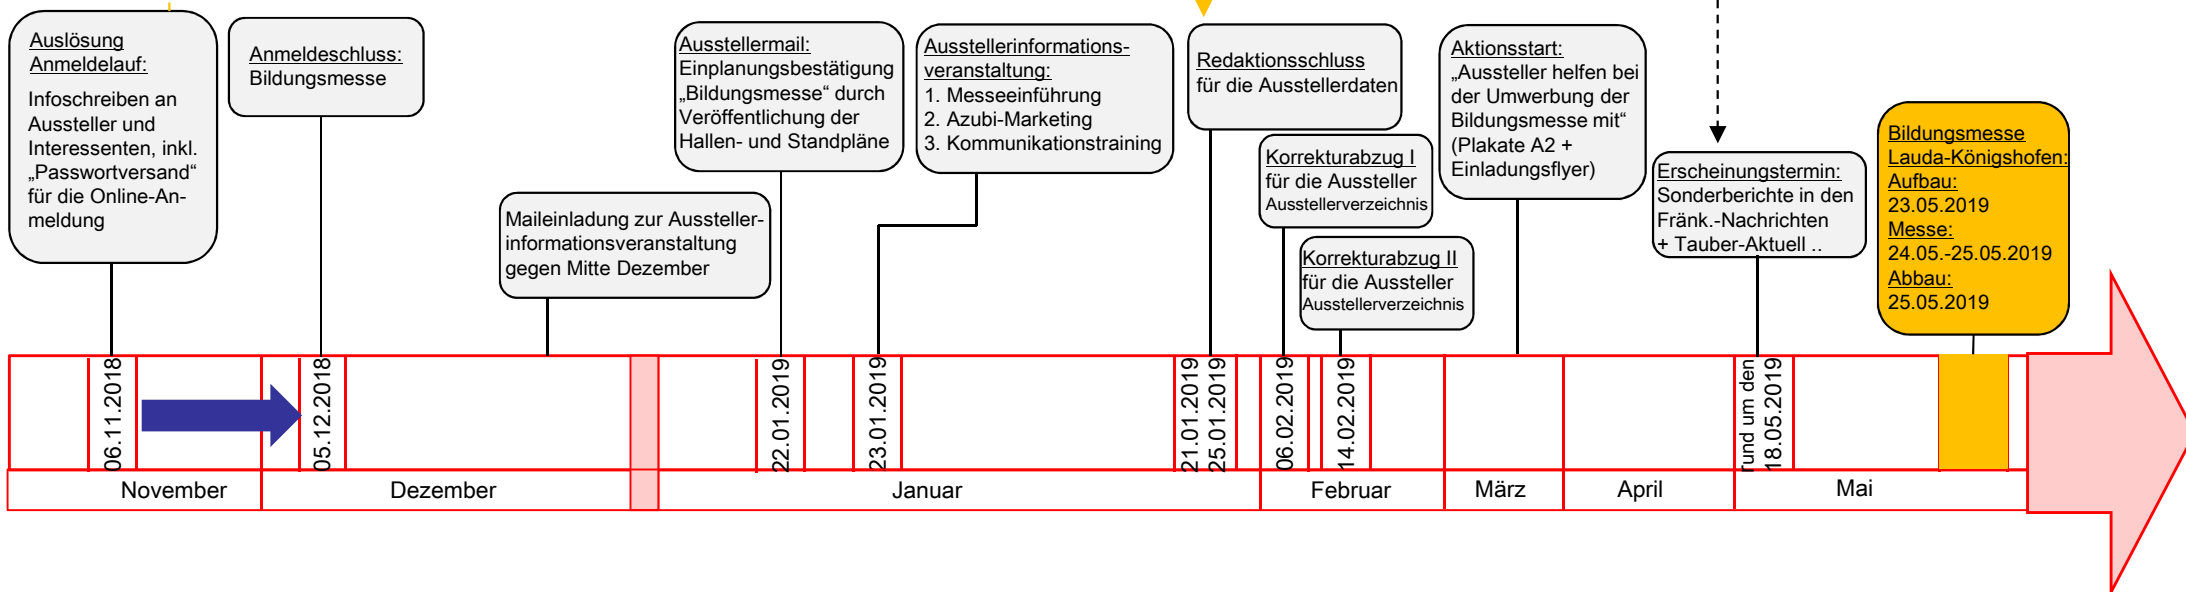 Auslösung
Anmeldelauf:
Infoschreiben an
Aussteller und
Interessenten, inkl.
„Passwortversand“
für die Online-An-
meldung
Anmeldeschluss:
Bildungsmesse
Maileinladung zur Aussteller-
informationsveranstaltung
gegen Mitte Dezember
Ausstellermail:
Einplanungsbestätigung
„Bildungsmesse“ durch
Veröffentlichung der
Hallen- und Standpläne
Ausstellerinformations-
veranstaltung:
1. Messeeinführung
2. Azubi-Marketing
3. Kommunikationstraining
Redaktionsschluss
für die Ausstellerdaten
Korrekturabzug I
für die Aussteller
Ausstellerverzeichnis
Korrekturabzug II
für die Aussteller
Ausstellerverzeichnis
Aktionsstart:
„Aussteller helfen bei
der Umwerbung der
Bildungsmesse mit“
(Plakate A2 +
Einladungsflyer)
Erscheinungstermin:
Sonderberichte in den
Fränk.-Nachrichten
+ Tauber-Aktuell ..
Bildungsmesse
Lauda-Königshofen:
Aufbau:
23.05.2019
Messe:
24.05.-25.05.2019
Abbau:
25.05.2019
06.11.2018
05.12.2018
22.01.2019
23.01.2019
21.01.2019
25.01.2019
06.02.2019
14.02.2019
rund um den
18.05.2019
November
Dezember
Januar
Februar
März
April
Mai